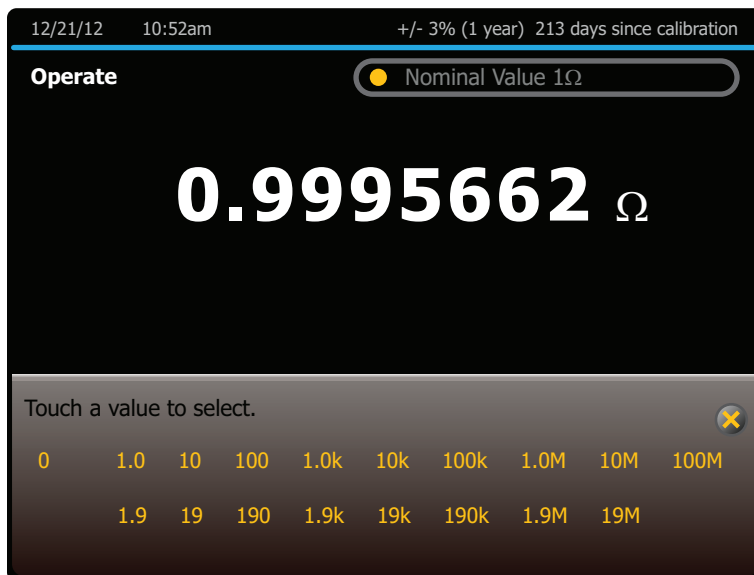 12/21/12 10:52am +/- 3% (1 year) 213 days since calibration
Operate Nominal Value 1Ω
0.9995662 Ω
Touch a value to select.
0 1.0 10 100 1.0k 10k 100k 1.0M 10M 100M
1.9 19 190 1.9k 19k 190k 1.9M 19M